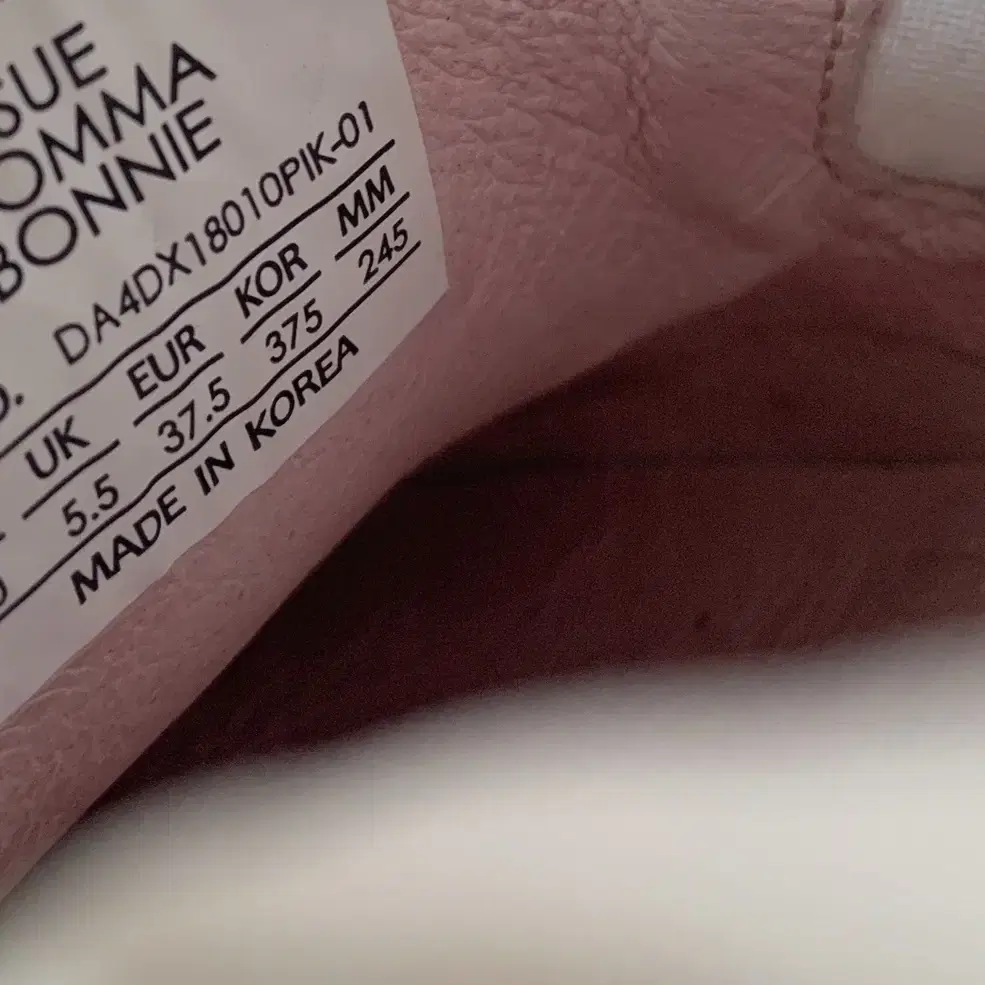 SUE
OMMA
BONNIE
DA4DX18010PIK-01
UK EUR KOR MM
5.5 37.5 375 245
MADE IN KOREA